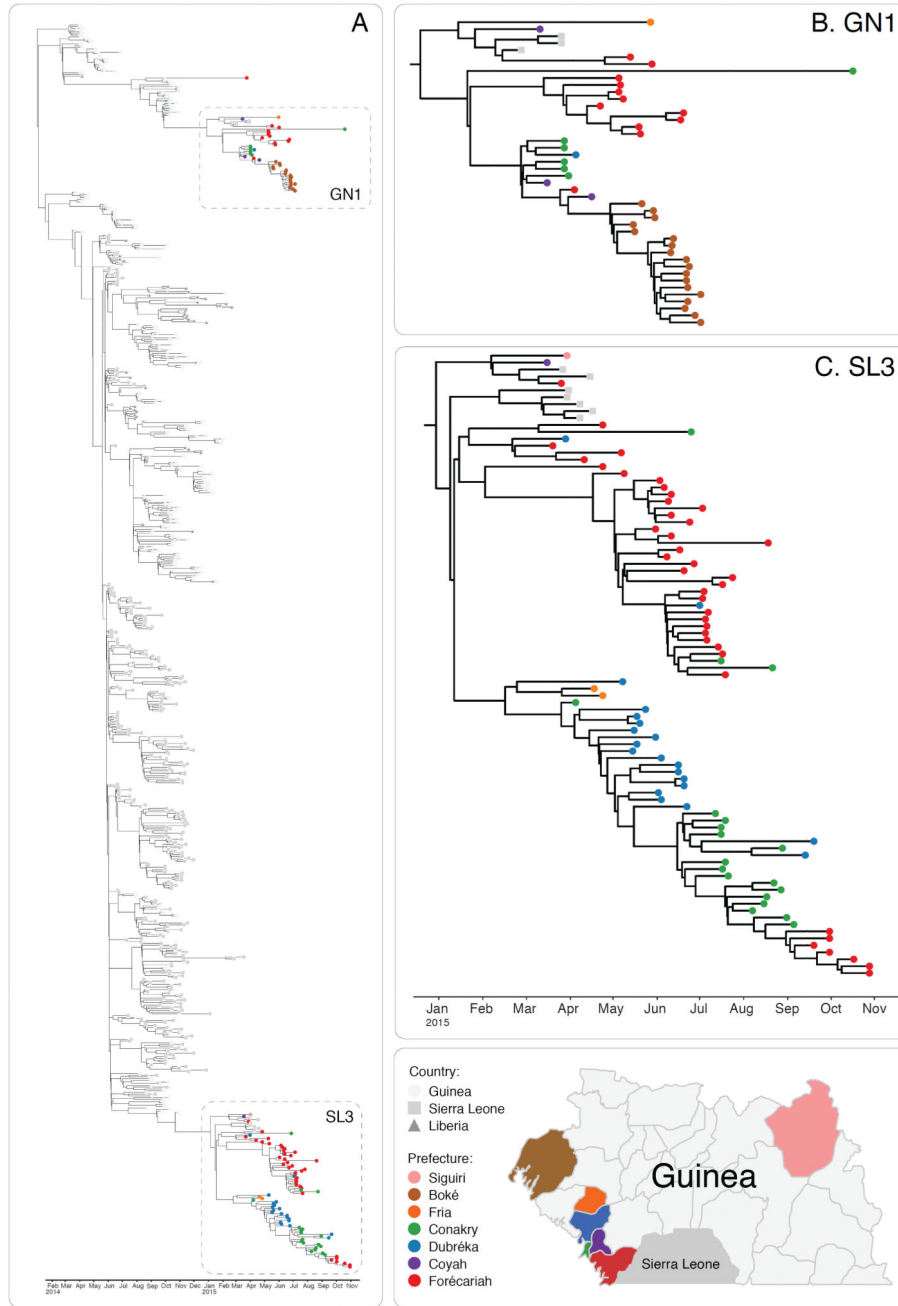 A
GN1
SL3
Feb Mar Apr May Jun Jul Aug Sep Oct Nov Dec Jan Feb Mar Apr May Jun Jul Aug Sep Oct Nov
2014 2015
B. GN1
C. SL3
Jan Feb Mar Apr May Jun Jul Aug Sep Oct Nov
2015
Country:
Guinea
Sierra Leone
Liberia
Prefecture:
Siguiri
Boké
Fria
Conakry
Dubréka
Coyah
Forécariah
Guinea
Sierra Leone